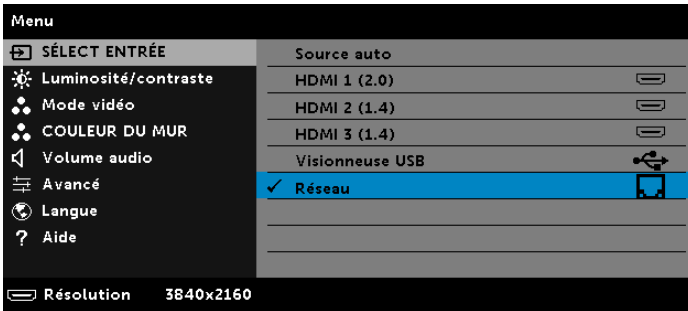 Menu
SÉLECT ENTRÉE
Luminosité/contraste
Mode vidéo
COULEUR DU MUR
Volume audio
Avancé
Langue
? Aide
Source auto
HDMI 1 (2.0)
HDMI 2 (1.4)
HDMI 3 (1.4)
Visionneuse USB
✓ Réseau
Résolution 3840x2160